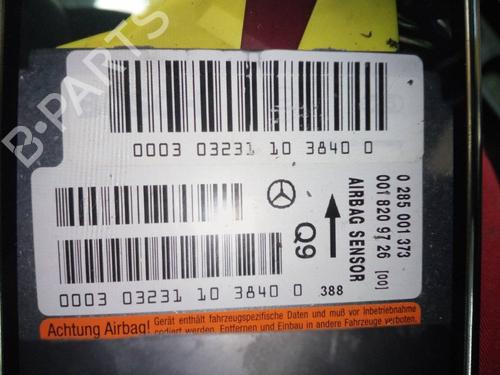 0003 03231 10 3840 0
0 285 001 373
001 820 97 26 [00]
AIRBAG SENSOR
Q9
0003 03231 10 3840 0 388
Achtung Airbag! Gerät enthält fahrzeugspezifische Daten und muß vor Inbetriebnahme
codiert werden. Entfernen und Einbau in andere Fahrzeuge verboten.
B-PARTS